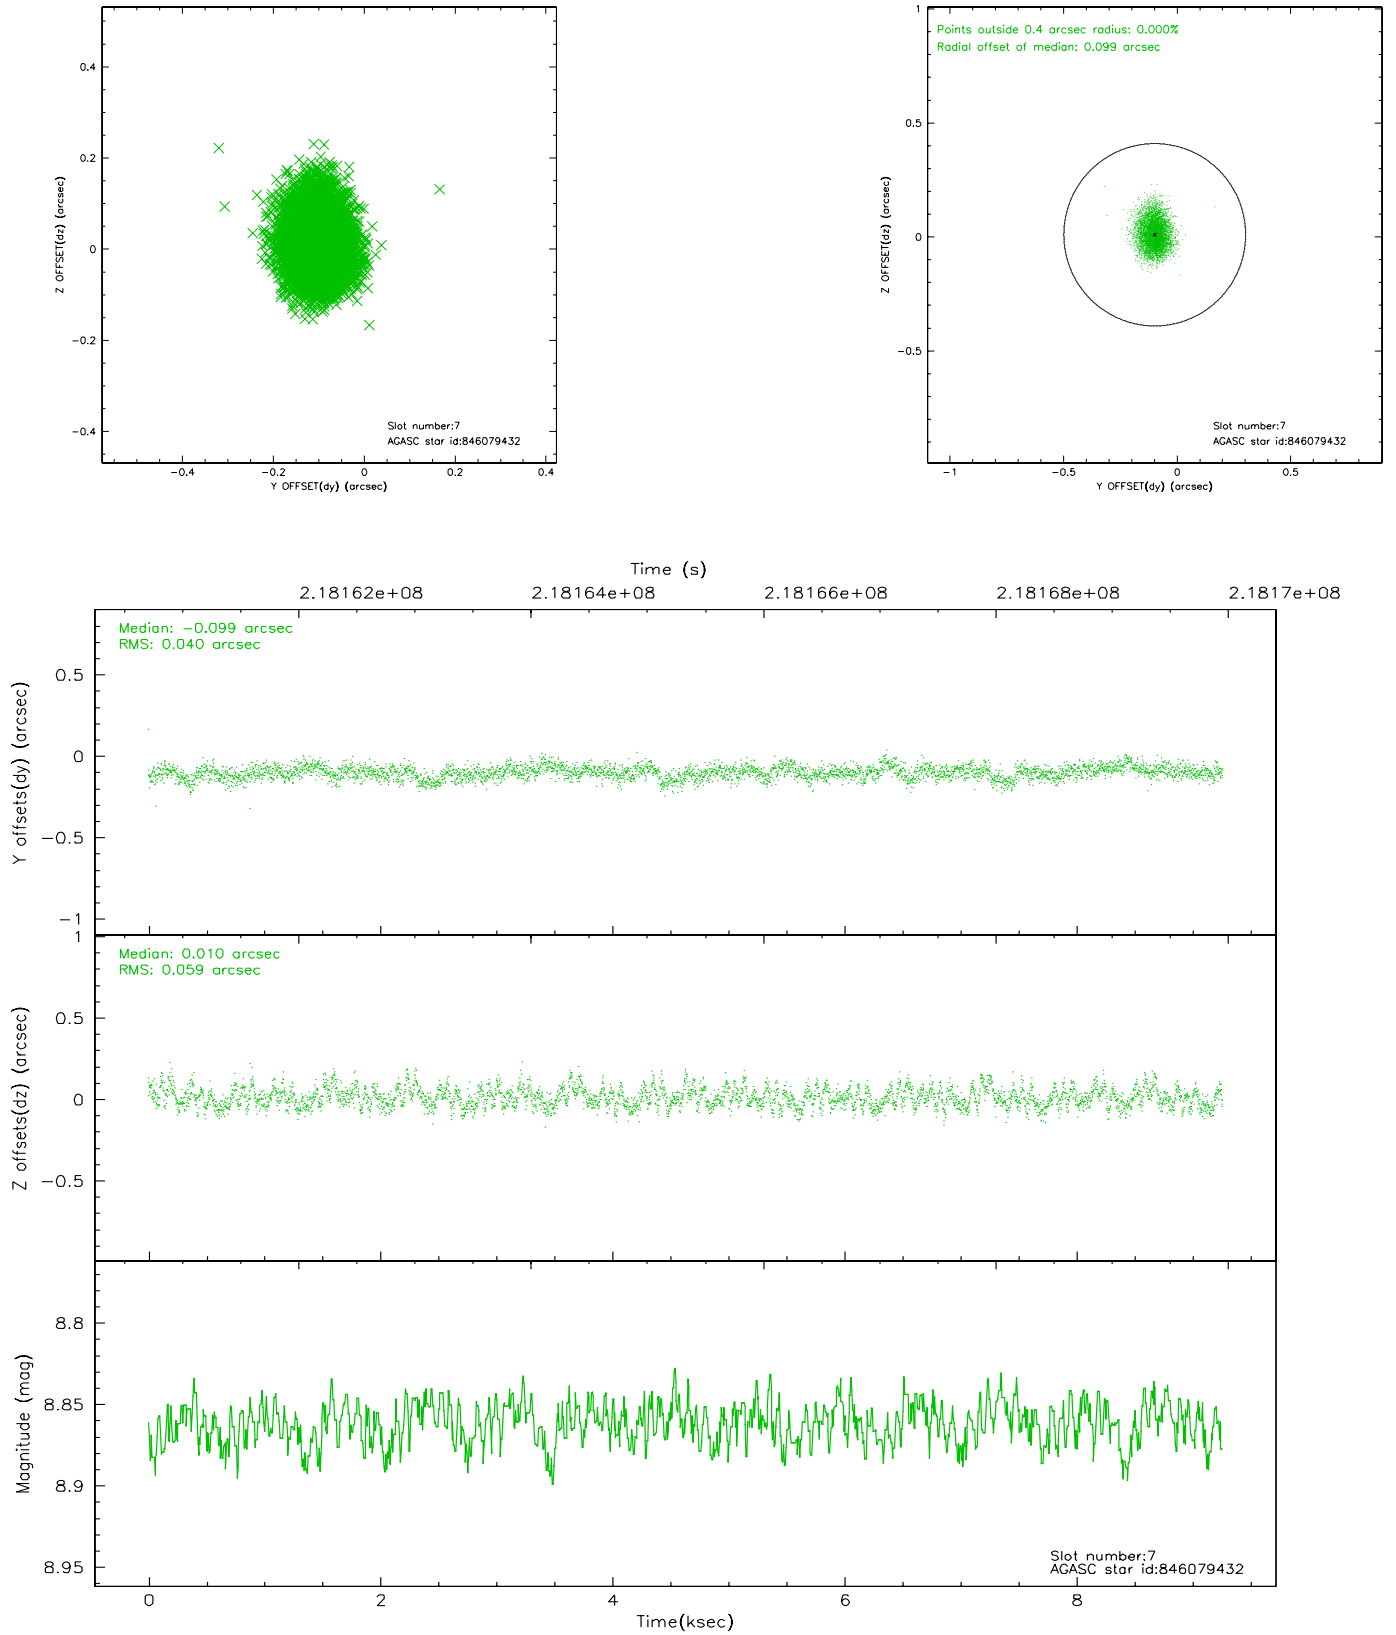 0.4
0.2
0
−0.2
−0.4
Z OFFSET(dz) (arcsec)
Slot number:7
AGASC star id:846079432
−0.4 −0.2 0 0.2 0.4
Y OFFSET(dy) (arcsec)
Points outside 0.4 arcsec radius: 0.000%
Radial offset of median: 0.099 arcsec
1
0.5
0
−0.5
Z OFFSET(dz) (arcsec)
Slot number:7
AGASC star id:846079432
−1 −0.5 0 0.5
Y OFFSET(dy) (arcsec)
Time (s)
2.18162e+08 2.18164e+08 2.18166e+08 2.18168e+08 2.1817e+08
Median: −0.099 arcsec
RMS: 0.040 arcsec
0.5
0
−0.5
−1
Y offsets(dy) (arcsec)
Median: 0.010 arcsec
RMS: 0.059 arcsec
1
0.5
0
−0.5
Z offsets(dz) (arcsec)
8.8
8.85
8.9
8.95
Magnitude (mag)
Slot number:7
AGASC star id:846079432
0 2 4 6 8
Time(ksec)